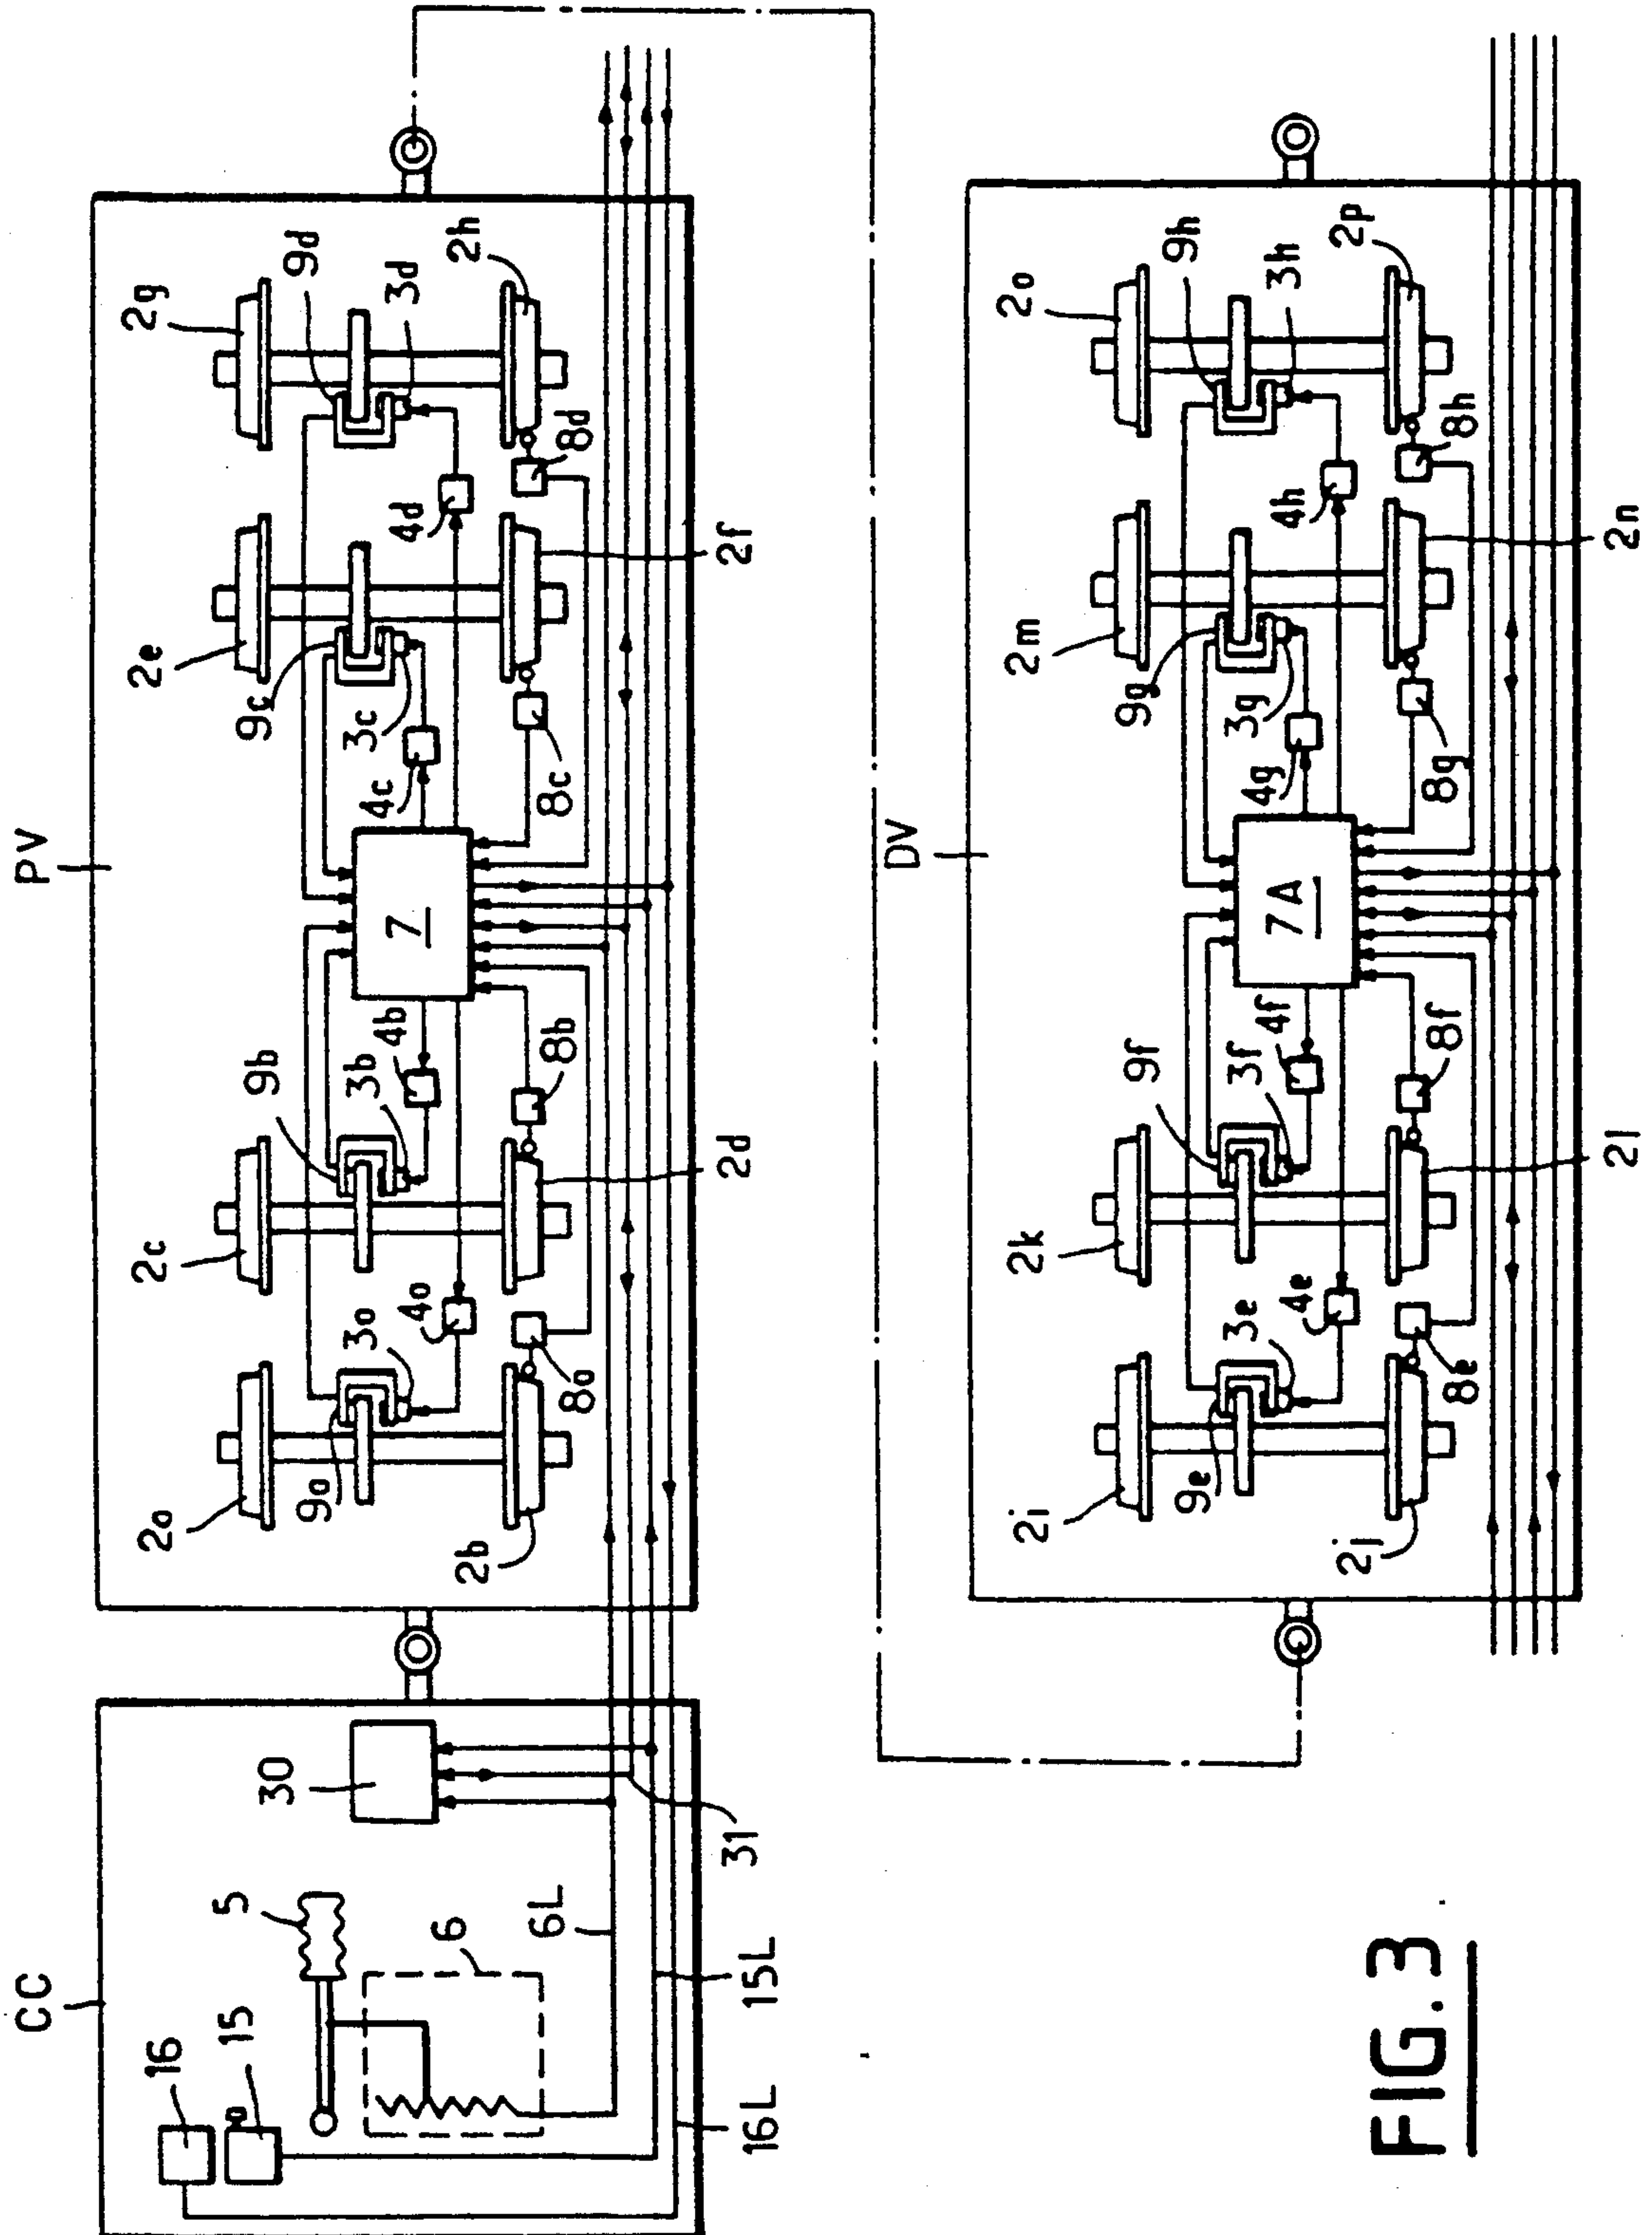 CC
16
15
5
6
30
6L
15L
16L
31
PV
2a
2c
2e
2g
9a
9b
9c
9d
3a
3b
3c
3d
4a
4b
4c
4d
7
8a
8b
8c
8d
2b
2d
2f
2h
DV
2i
2k
2m
2o
9e
9f
9g
9h
3e
3f
3g
3h
4e
4f
4g
4h
7A
8e
8f
8g
8h
2j
2l
2n
2p
FIG.3